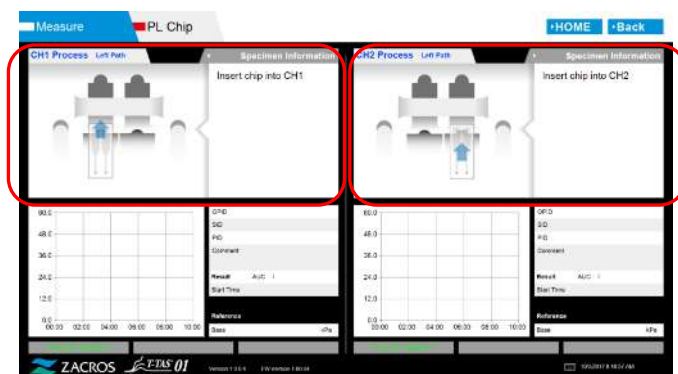 Measure
PL Chip
HOME
Back
CH1 Process Left Path
Specimen Information
Insert chip into CH1
CH2 Process Left Path
Specimen Information
Insert chip into CH2
60.0
48.0
36.0
24.0
12.0
0.0
00:00 02:00 04:00 06:00 08:00 10:00
OPID
SID
PID
Comment
Result AUC :
Start Time
Reference
Base kPa
60.0
48.0
36.0
24.0
12.0
0.0
00:00 02:00 04:00 06:00 08:00 10:00
OPID
SID
PID
Comment
Result AUC :
Start Time
Reference
Base kPa
ZACROS T-TAS 01